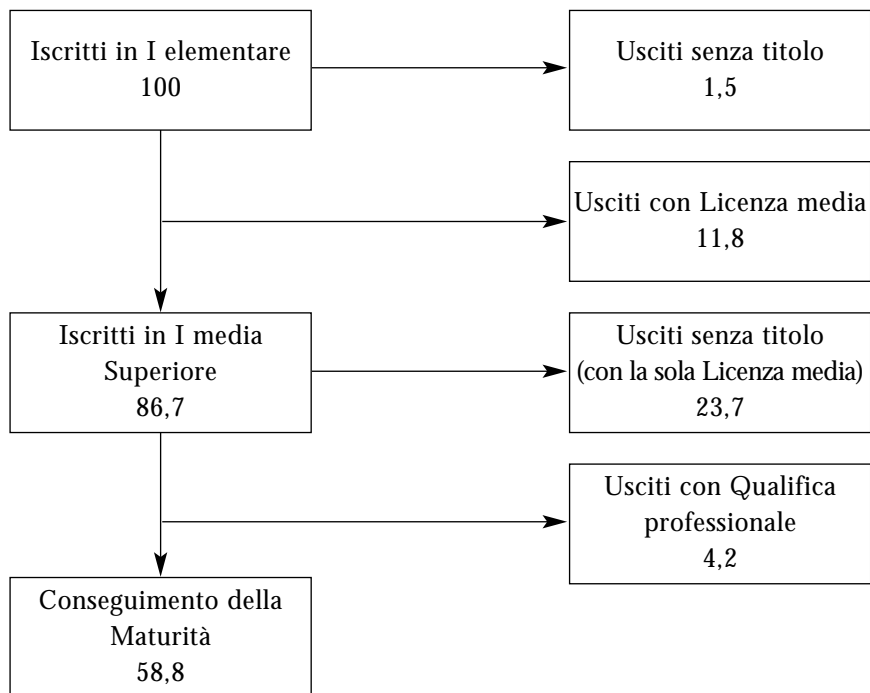 Iscritti in I elementare
100
Usciti senza titolo
1,5
Usciti con Licenza media
11,8
Iscritti in I media
Superiore
86,7
Usciti senza titolo
(con la sola Licenza media)
23,7
Usciti con Qualifica
professionale
4,2
Conseguimento della
Maturità
58,8